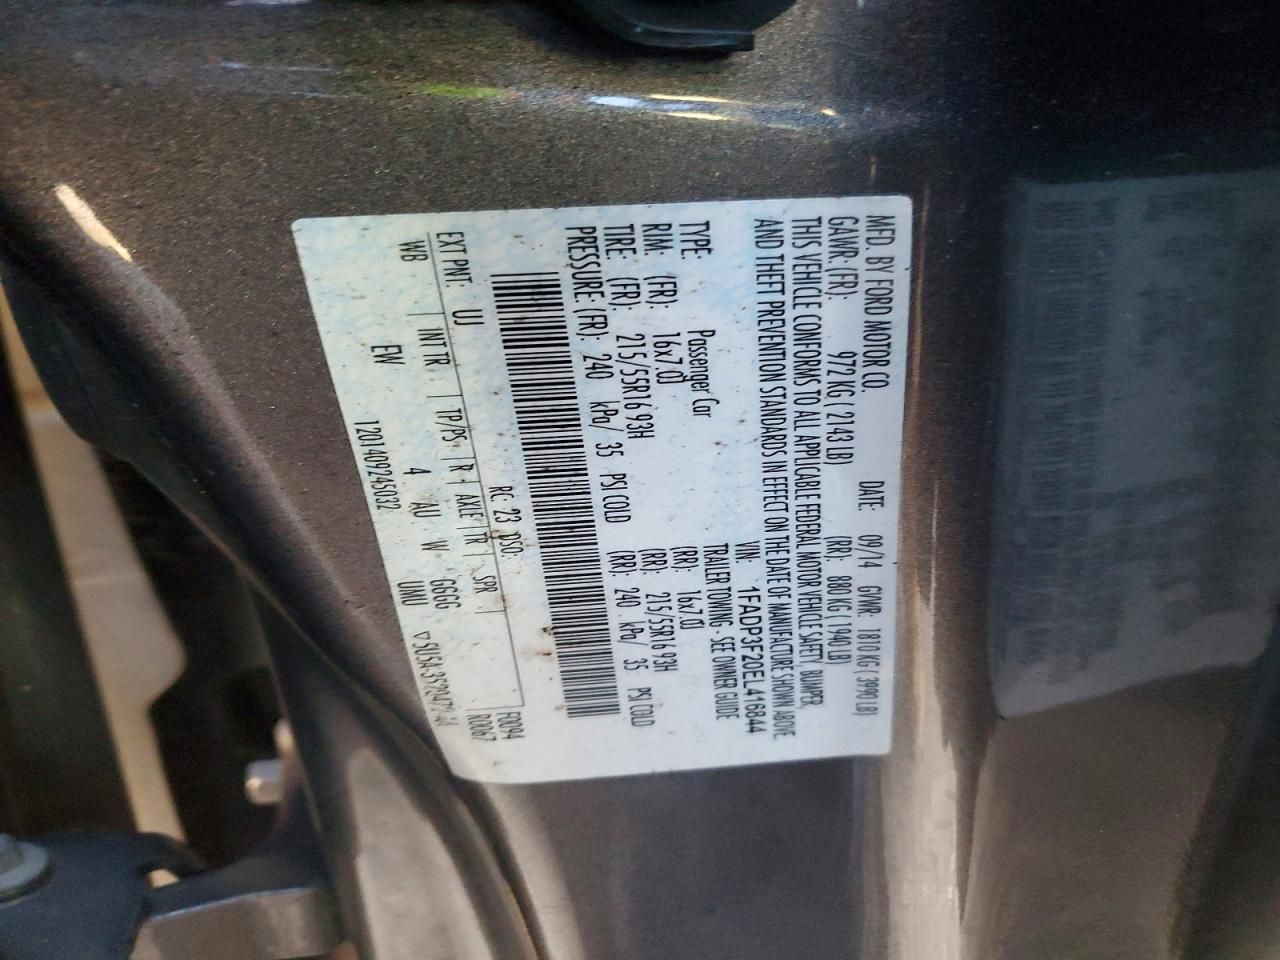 MFD. BY FORD MOTOR CO.
DATE: 09/14 GVWR: 1810 KG ( 3990 LB)
GAWR: (FR): 972 KG ( 2143 LB) (RR): 880 KG ( 1940 LB)
THIS VEHICLE CONFORMS TO ALL APPLICABLE FEDERAL MOTOR VEHICLE SAFETY, BUMPER,
AND THEFT PREVENTION STANDARDS IN EFFECT ON THE DATE OF MANUFACTURE SHOWN ABOVE
VIN: 1FADP3F20EL416844
TYPE: Passenger Car TRAILER TOWING - SEE OWNER GUIDE
RIM: (FR): 16x7.0J (RR): 16x7.0J
TIRE: (FR): 215/55R16 93H (RR): 215/55R16 93H
PRESSURE: (FR): 240 kPa/ 35 PSI COLD (RR): 240 kPa/ 35 PSI COLD
EXT PNT: UJ RC: 23 DSO:
WB INT TR TP/PS R AXLE TR SPR
EW 4 AU W GGGG
1201409245032 UMU